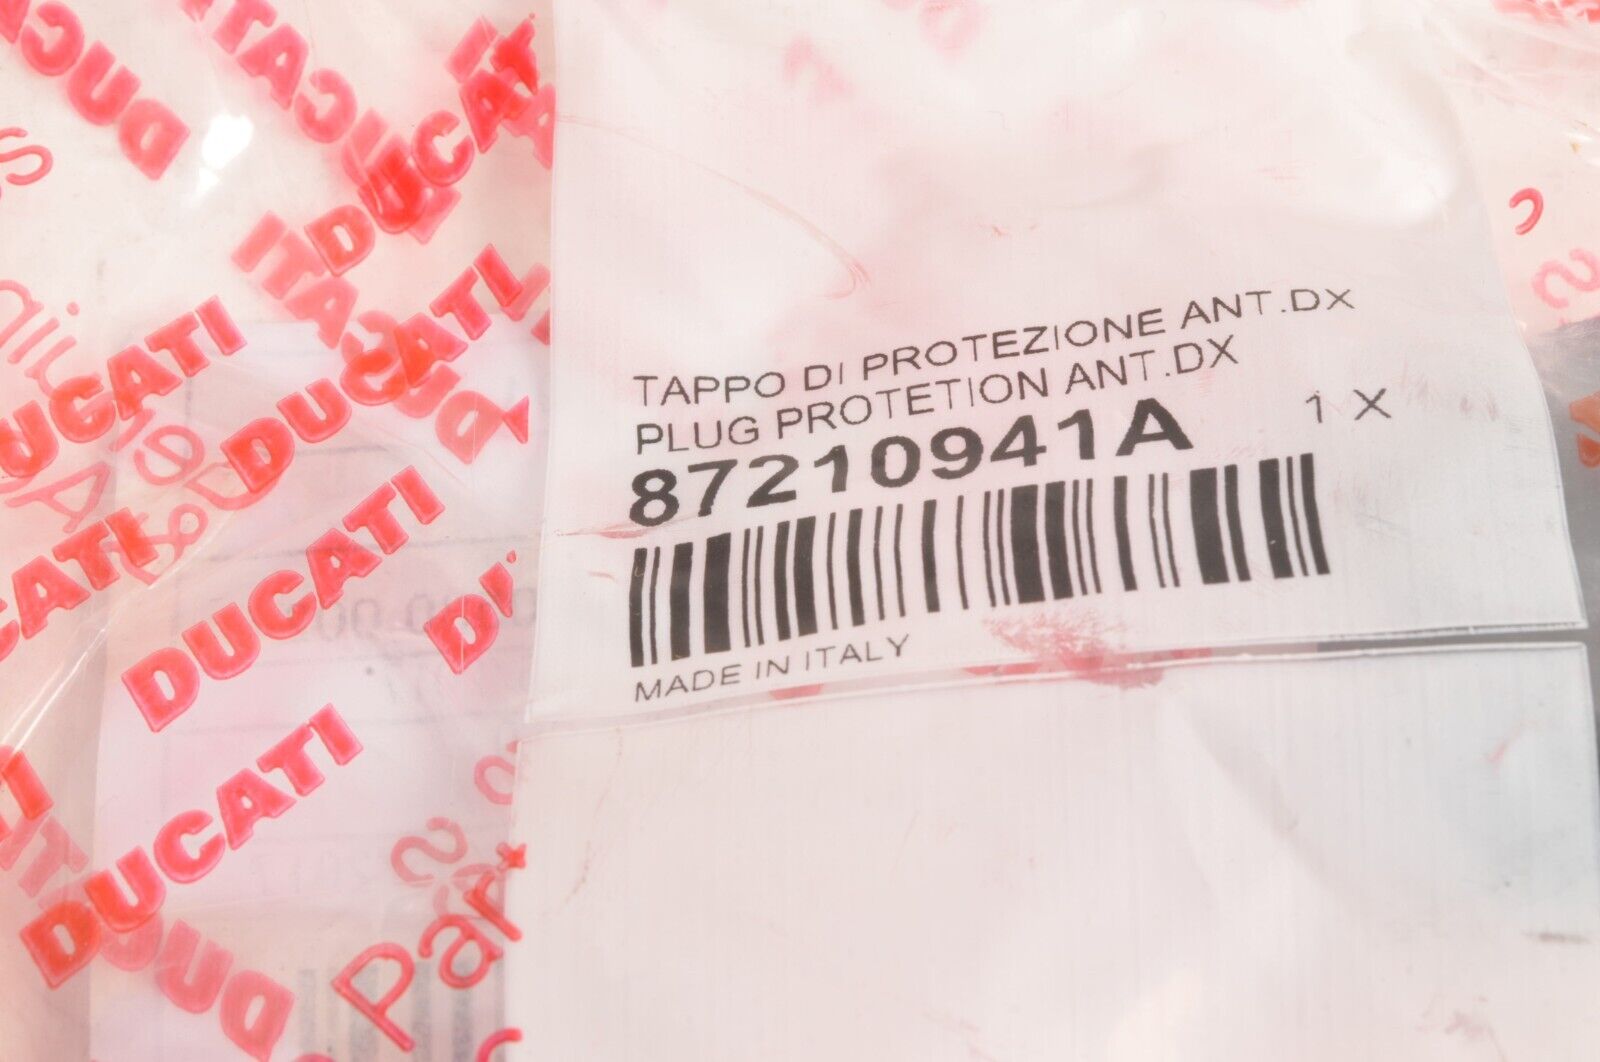 DUCATI
DUCATI
DUCATI
DUCATI
DUCATI
DUCATI
DUCATI
TAPPO DI PROTEZIONE ANT.DX
PLUG PROTETION ANT.DX
87210941A 1 X
MADE IN ITALY